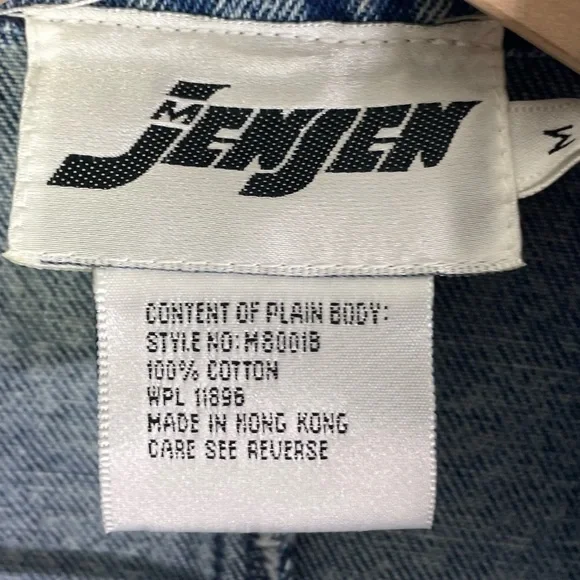 JM JENSEN
M
CONTENT OF PLAIN BODY:
STYLE NO: M8001B
100% COTTON
WPL 11896
MADE IN HONG KONG
CARE SEE REVERSE